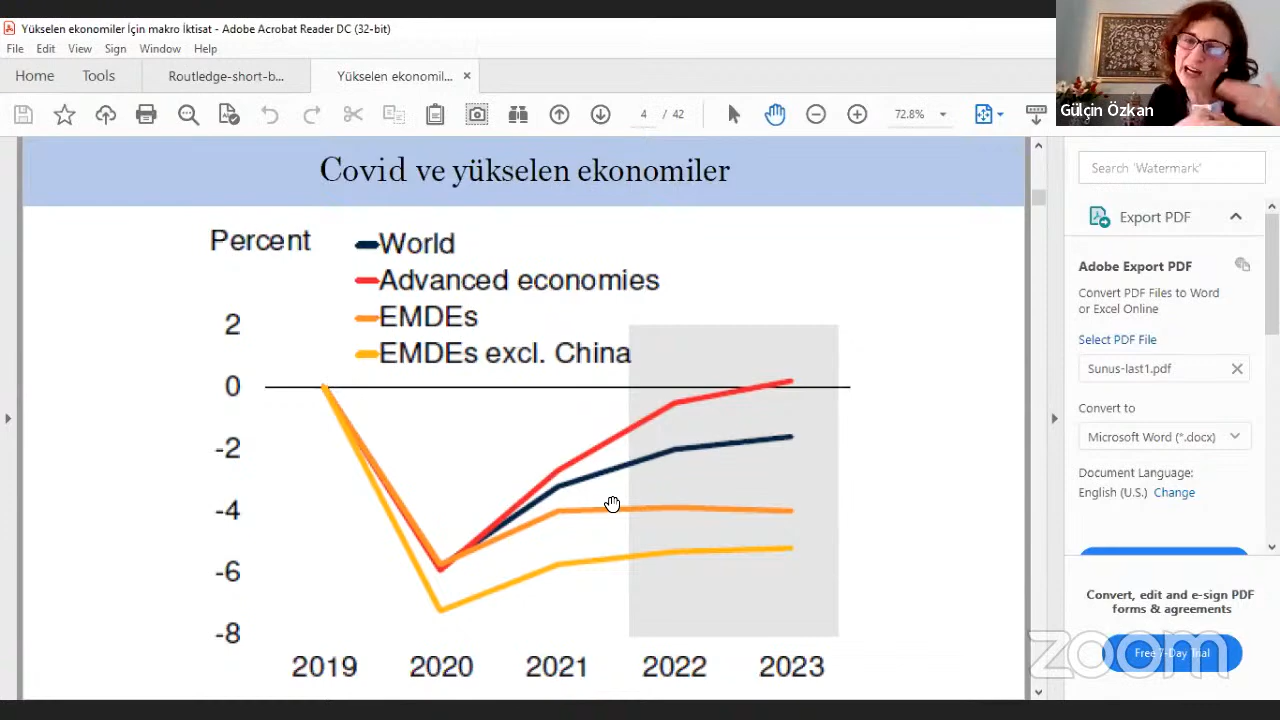 Yükselen ekonomiler İçin makro İktisat - Adobe Acrobat Reader DC (32-bit)
File Edit View Sign Window Help
Home Tools Routledge-short-b... Yükselen ekonomil... ×
4 / 42 72.8%
Gülçin Özkan
Covid ve yükselen ekonomiler
Percent
World
Advanced economies
EMDEs
EMDEs excl. China
2
0
-2
-4
-6
-8
2019 2020 2021 2022 2023
Search 'Watermark'
Export PDF
Adobe Export PDF
Convert PDF Files to Word
or Excel Online
Select PDF File
Sunus-last1.pdf
Convert to
Microsoft Word (*.docx)
Document Language:
English (U.S.) Change
Convert, edit and e-sign PDF
forms & agreements
Free 7-Day Trial
zoom